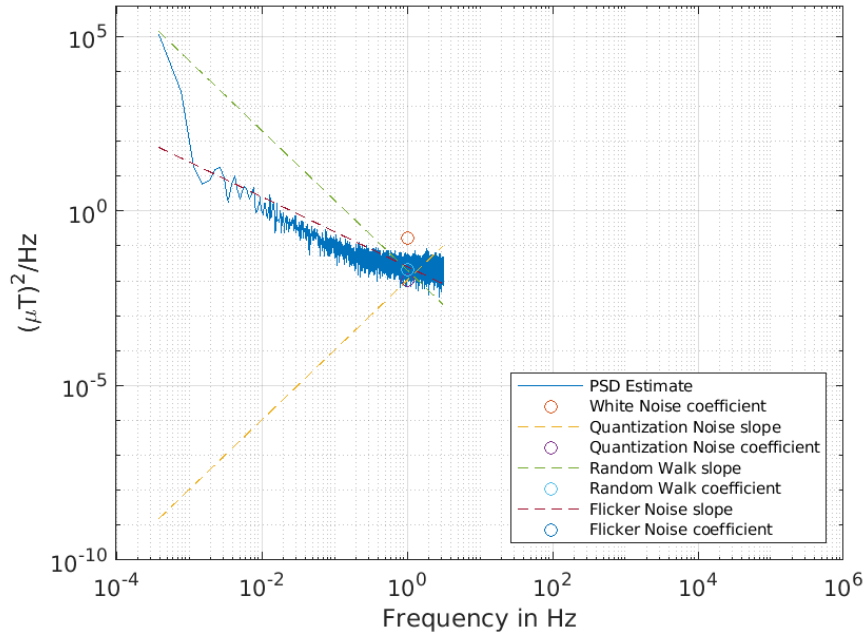 10^5
10^0
10^-5
10^-10
(μT)^2/Hz
10^-4
10^-2
10^0
10^2
10^4
10^6
Frequency in Hz
PSD Estimate
White Noise coefficient
Quantization Noise slope
Quantization Noise coefficient
Random Walk slope
Random Walk coefficient
Flicker Noise slope
Flicker Noise coefficient